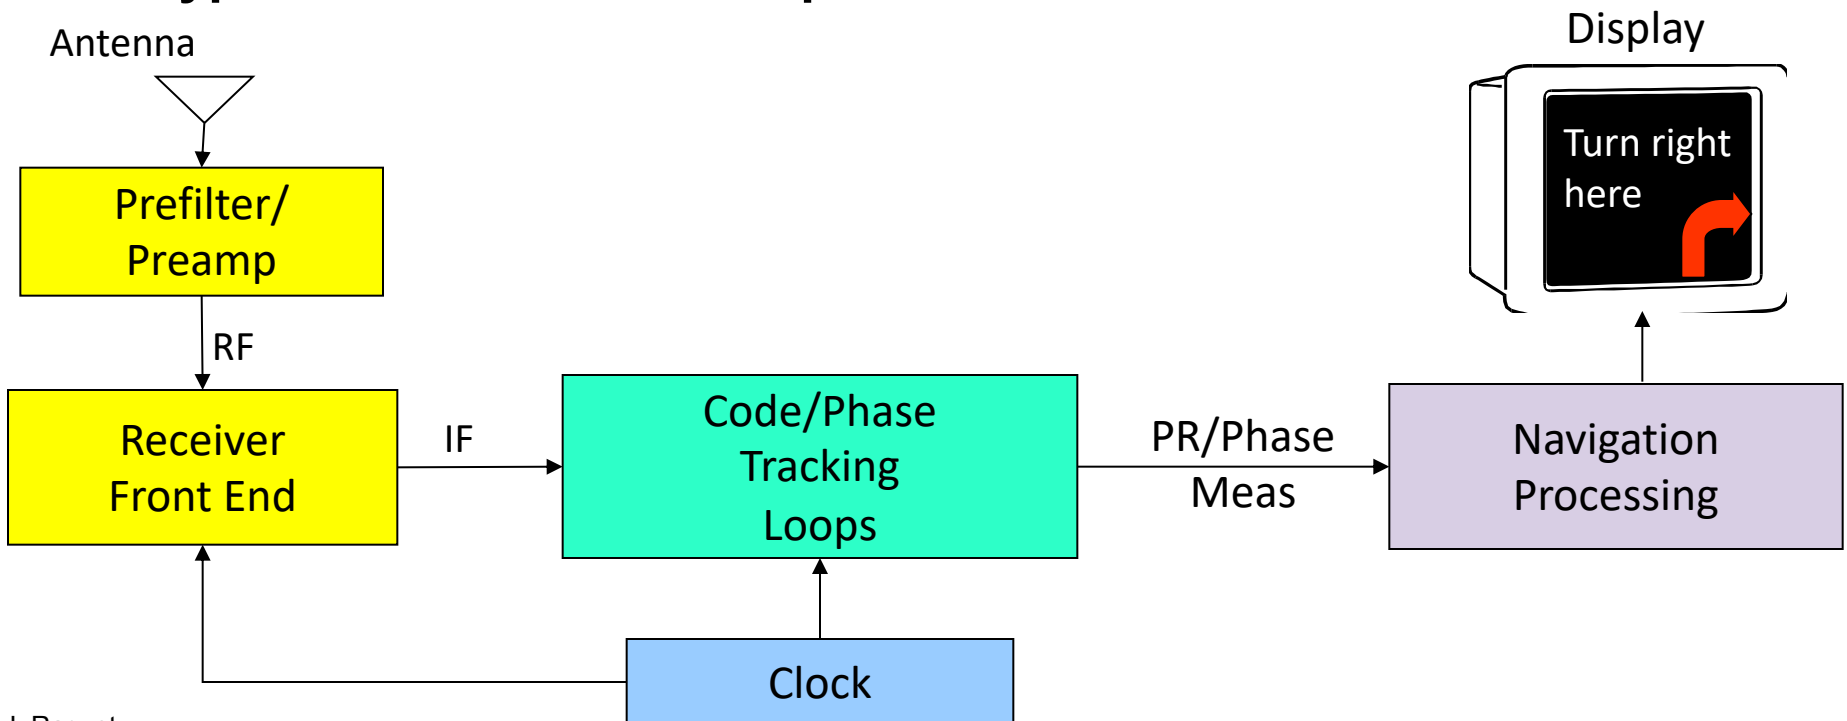 Antenna
Display
Turn right
here
Prefilter/
Preamp
RF
Receiver
Front End
IF
Code/Phase
Tracking
Loops
PR/Phase
Meas
Navigation
Processing
Clock